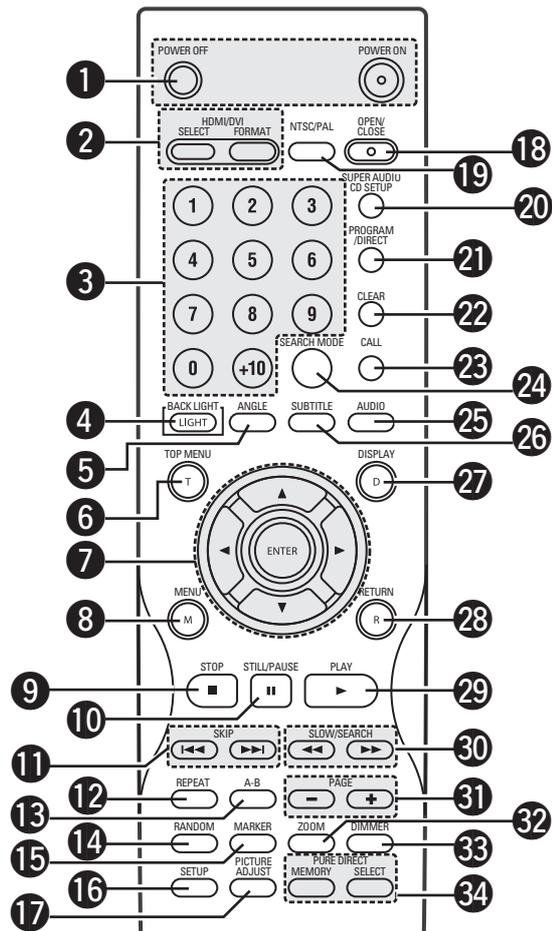 POWER OFF POWER ON
1
HDMI/DVI
SELECT FORMAT
NTSC/PAL
OPEN/
CLOSE
2
18
19
SUPER AUDIO
CD SETUP
20
1 2 3
PROGRAM
/DIRECT
21
4 5 6
3
CLEAR
22
7 8 9
SEARCH MODE
CALL
23
0 +10
24
BACK LIGHT
LIGHT
ANGLE
SUBTITLE
AUDIO
4
25
5
26
TOP MENU
T
DISPLAY
D
6
27
ENTER
7
MENU
M
RETURN
R
8
28
STOP STILL/PAUSE PLAY
9
29
10
SKIP SLOW/SEARCH
11
30
REPEAT A-B PAGE
12
− +
31
13
32
RANDOM MARKER ZOOM DIMMER
14
33
15
SETUP
PICTURE
ADJUST
PURE DIRECT
MEMORY SELECT
16
34
17